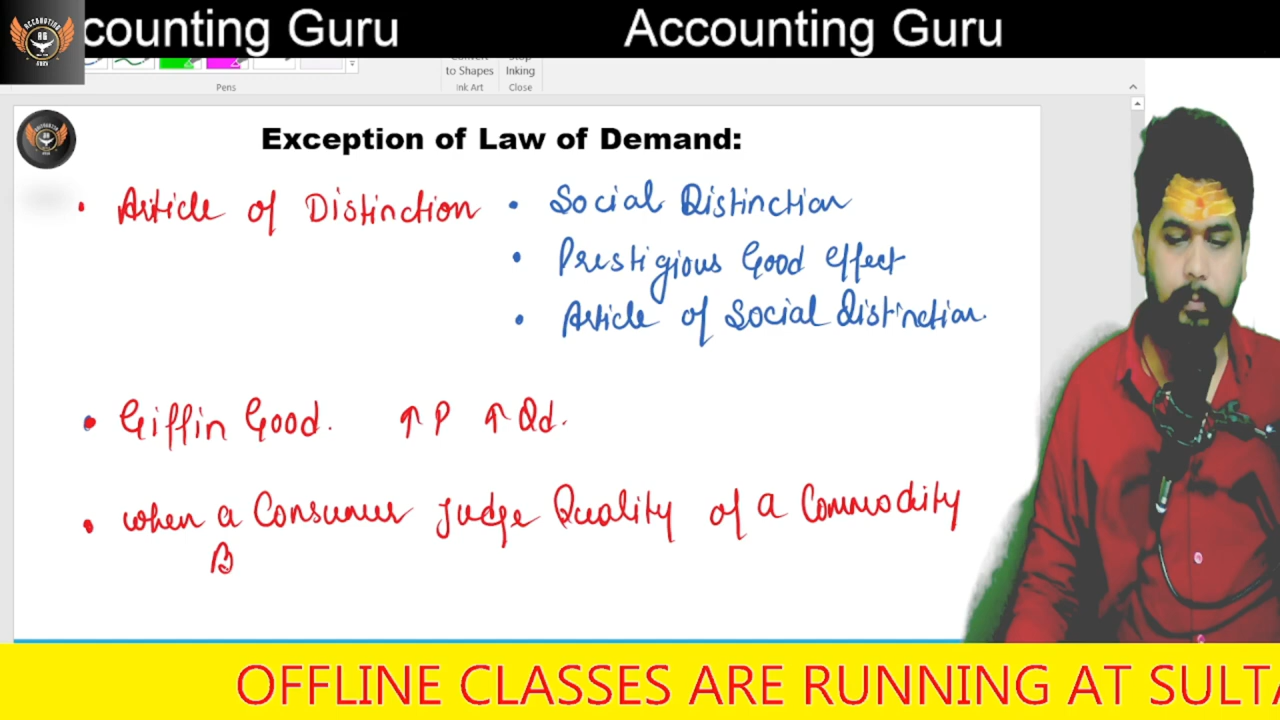 counting Guru
Accounting Guru
to Shapes
Inking
Pens
Ink Art
Close
Exception of Law of Demand:
• Article of Distinction
• Social Distinction
• Prestigious Good effect
• Article of Social Distinction.
• Giffin Good. ↑P ↑Qd.
• when a Consumer judge Quality of a Commodity
B
OFFLINE CLASSES ARE RUNNING AT SULTA